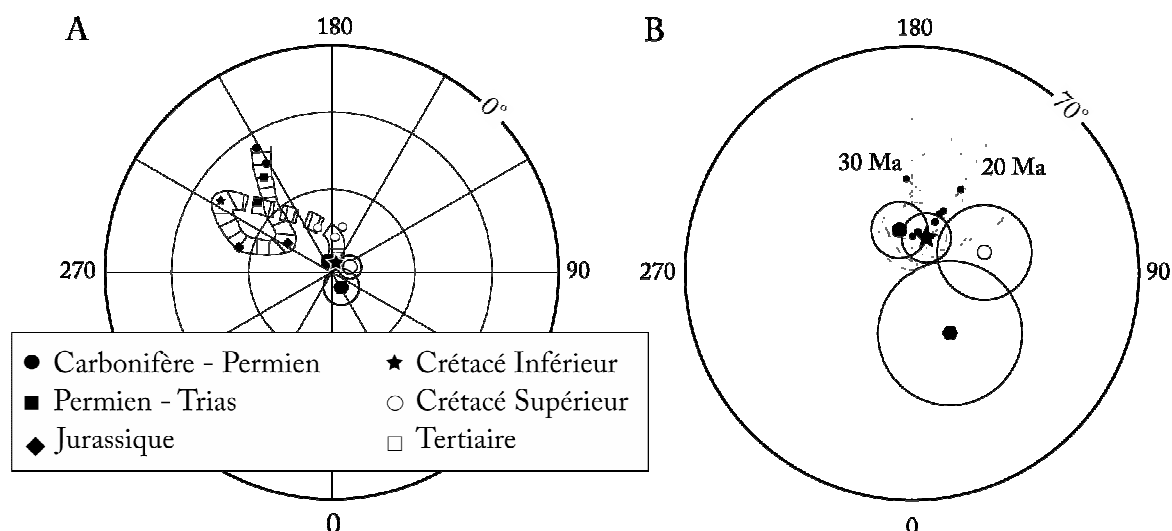 A
180
0°
270
90
0
Carbonifère - Permien
Permien - Trias
Jurassique
Crétacé Inférieur
Crétacé Supérieur
Tertiaire
B
180
70°
30 Ma
20 Ma
270
90
0